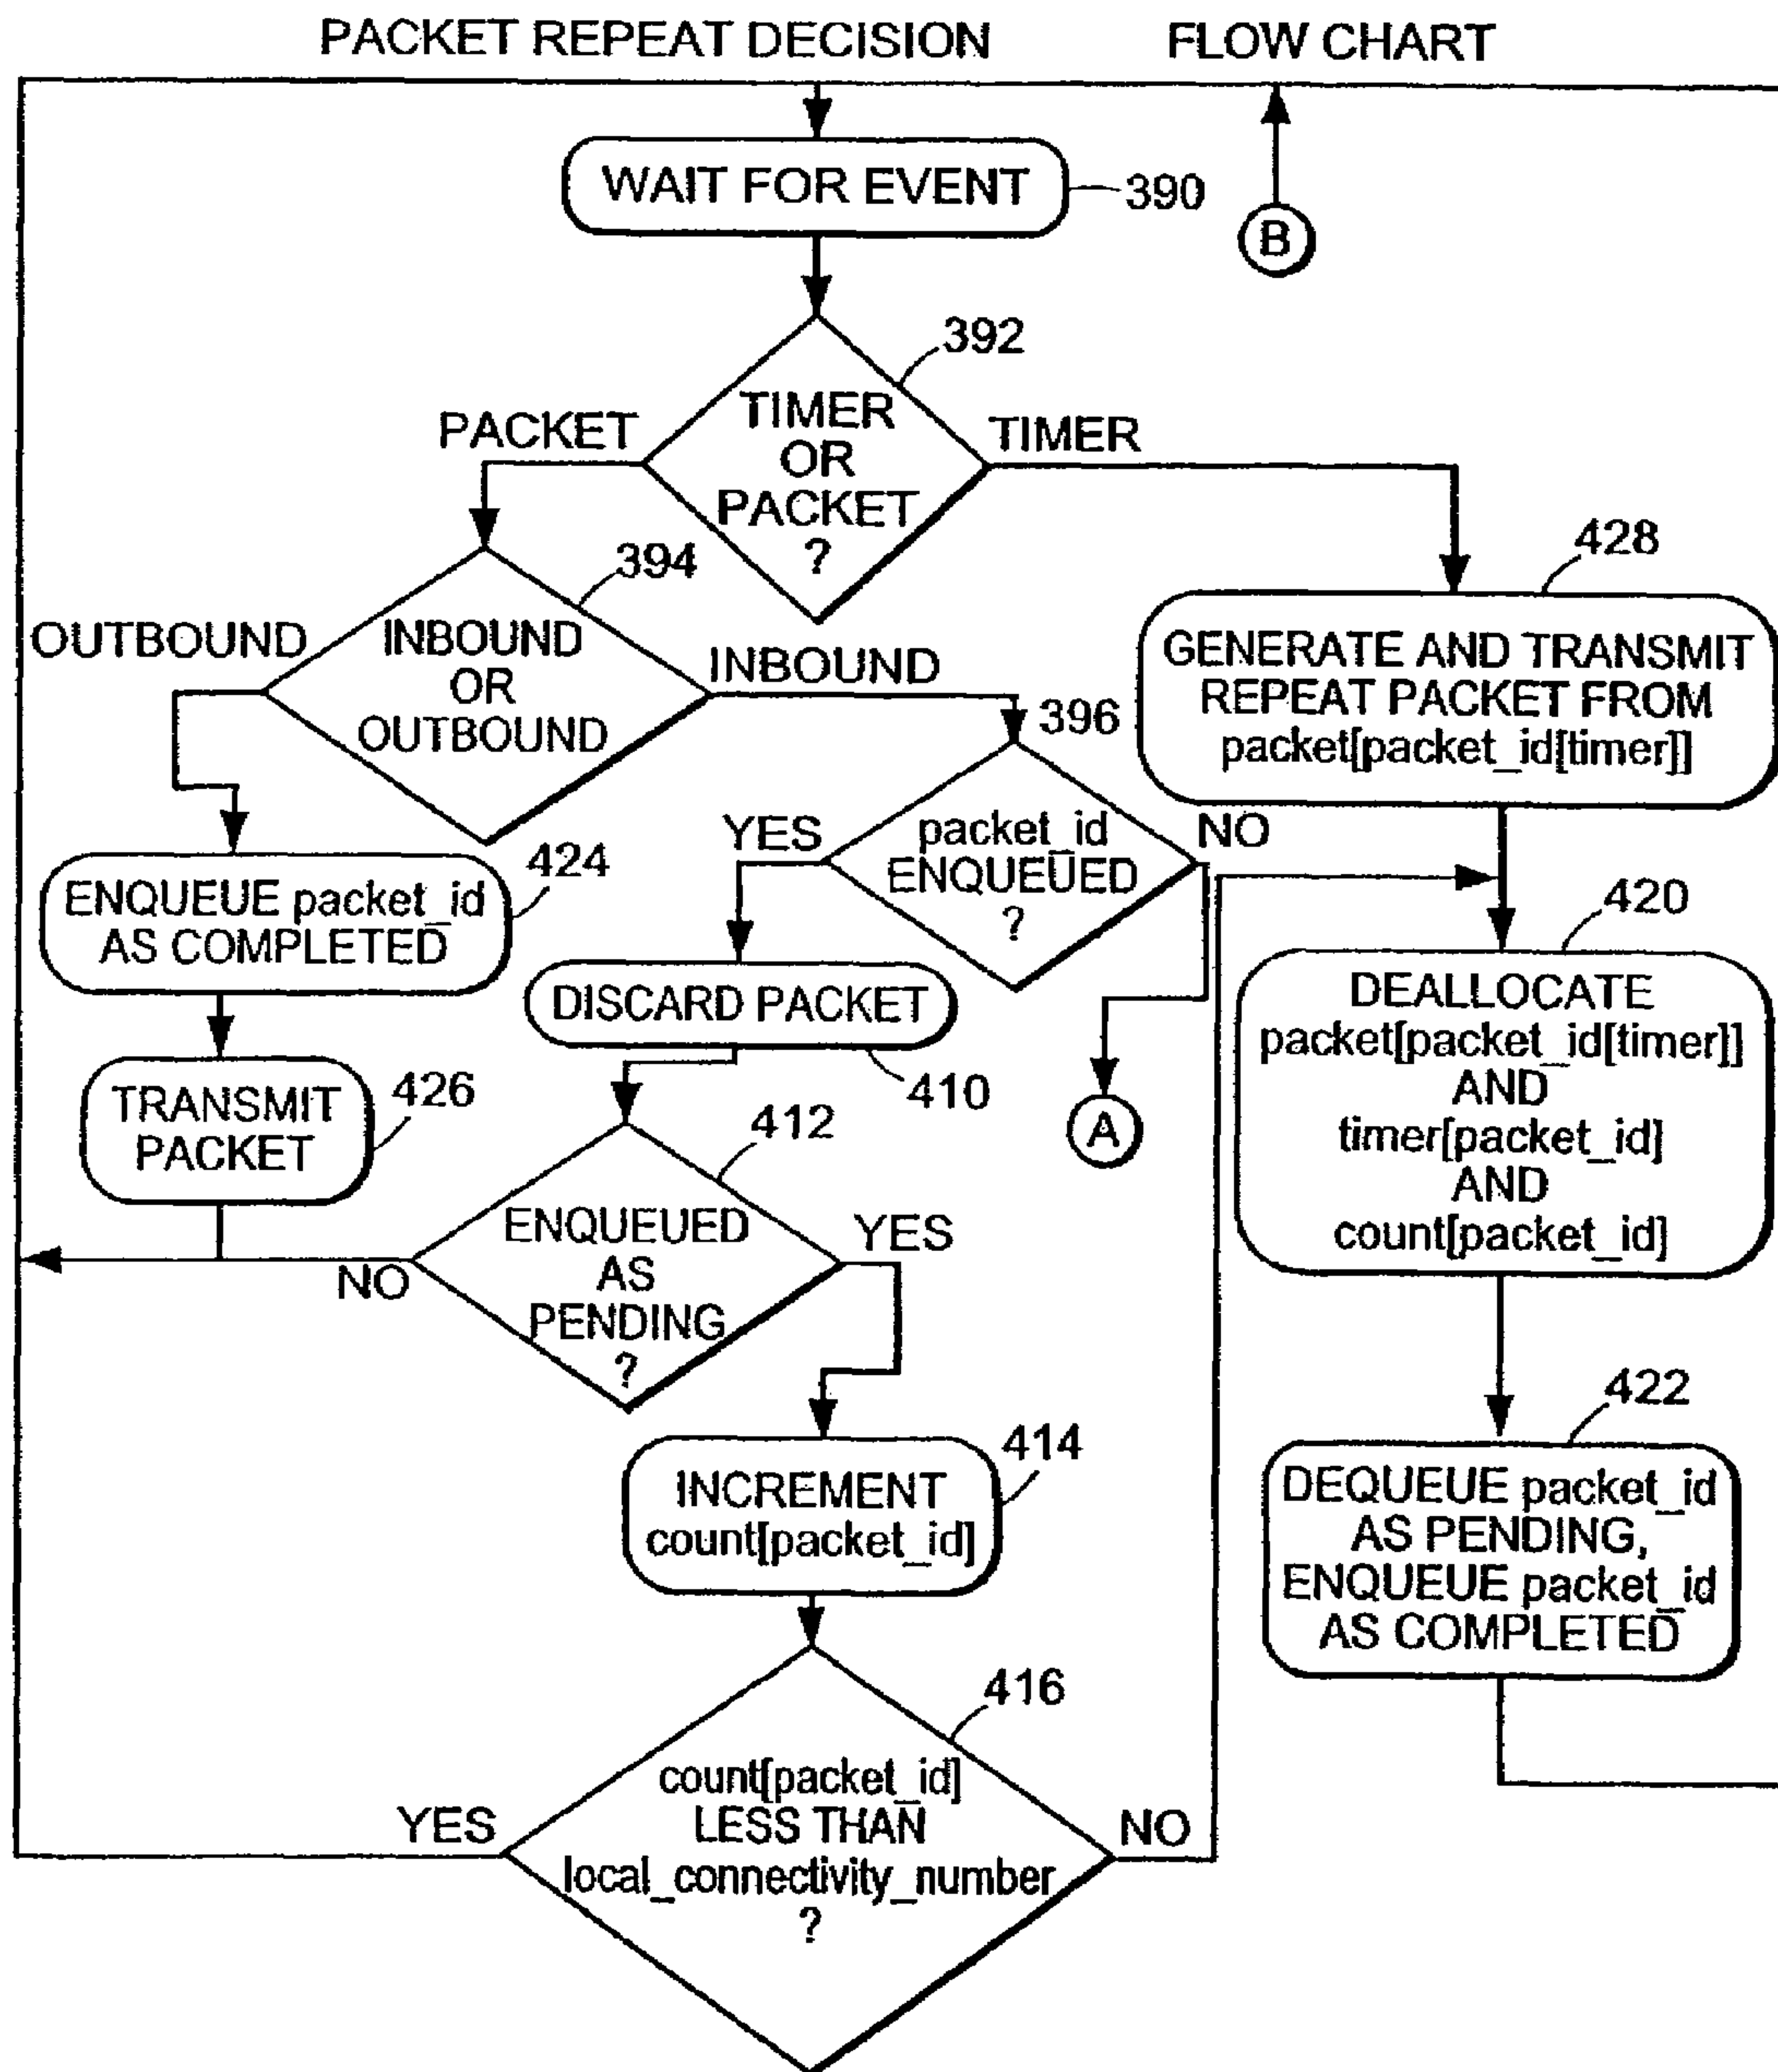 PACKET REPEAT DECISION FLOW CHART
WAIT FOR EVENT
390
B
392
TIMER
OR
PACKET
?
PACKET
TIMER
394
INBOUND
OR
OUTBOUND
OUTBOUND
INBOUND
428
GENERATE AND TRANSMIT
REPEAT PACKET FROM
packet[packet_id[timer]]
396
packet_id
ENQUEUED
?
YES
NO
424
ENQUEUE packet_id
AS COMPLETED
DISCARD PACKET
410
A
420
DEALLOCATE
packet[packet_id[timer]]
AND
timer[packet_id]
AND
count[packet_id]
TRANSMIT
PACKET
426
412
ENQUEUED
AS
PENDING
?
NO
YES
414
INCREMENT
count[packet_id]
422
DEQUEUE packet_id
AS PENDING,
ENQUEUE packet_id
AS COMPLETED
416
count[packet_id]
LESS THAN
local_connectivity_number
?
YES
NO